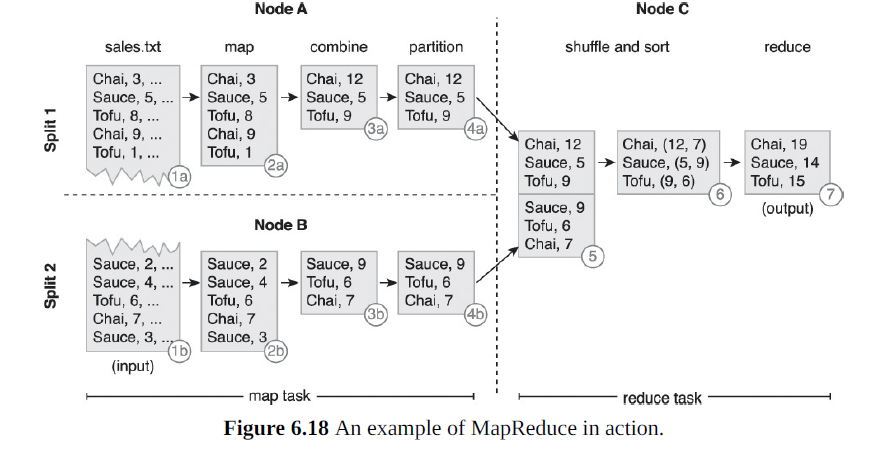 Node A
Node C
sales.txt
map
combine
partition
shuffle and sort
reduce
Split 1
Chai, 3, ...
Sauce, 5, ...
Tofu, 8, ...
Chai, 9, ...
Tofu, 1, ...
1a
Chai, 3
Sauce, 5
Tofu, 8
Chai, 9
Tofu, 1
2a
Chai, 12
Sauce, 5
Tofu, 9
3a
Chai, 12
Sauce, 5
Tofu, 9
4a
Node B
Split 2
Sauce, 2, ...
Sauce, 4, ...
Tofu, 6, ...
Chai, 7, ...
Sauce, 3, ...
1b
(input)
Sauce, 2
Sauce, 4
Tofu, 6
Chai, 7
Sauce, 3
2b
Sauce, 9
Tofu, 6
Chai, 7
3b
Sauce, 9
Tofu, 6
Chai, 7
4b
Chai, 12
Sauce, 5
Tofu, 9
Sauce, 9
Tofu, 6
Chai, 7
5
Chai, (12, 7)
Sauce, (5, 9)
Tofu, (9, 6)
6
Chai, 19
Sauce, 14
Tofu, 15
7
(output)
map task
reduce task
Figure 6.18 An example of MapReduce in action.